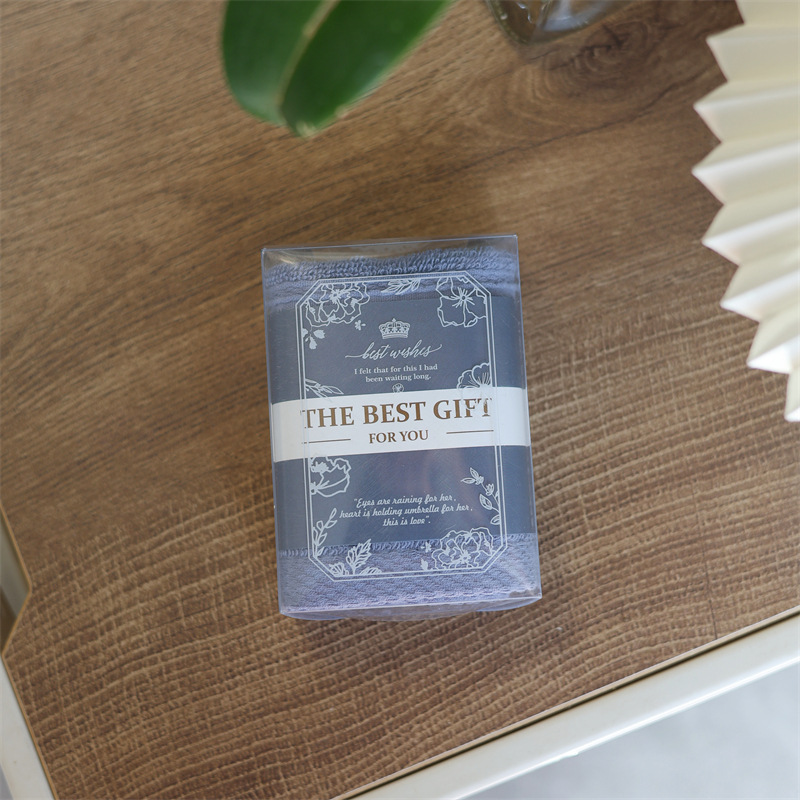 best wishes
I felt that for this I had
been waiting long.
THE BEST GIFT
FOR YOU
"Eyes are raining for her,
heart is holding umbrella for her,
this is love".